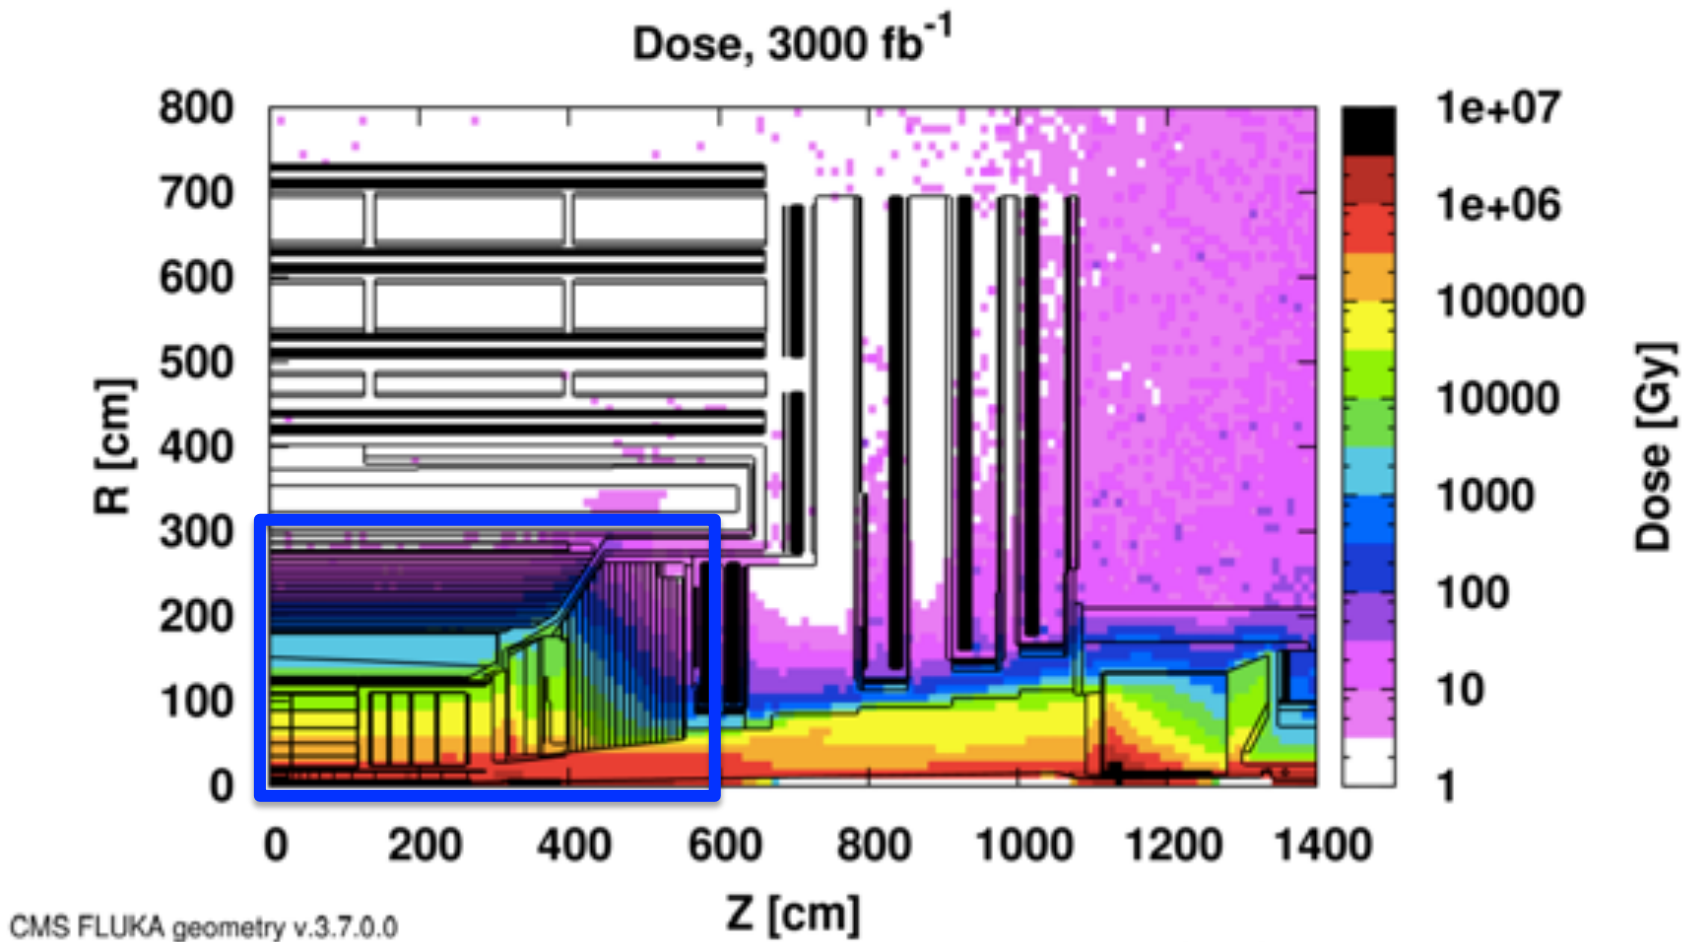 Dose, 3000 fb⁻¹
800
700
600
500
400
300
200
100
0
R [cm]
0 200 400 600 800 1000 1200 1400
Z [cm]
1e+07
1e+06
100000
10000
1000
100
10
1
Dose [Gy]
CMS FLUKA geometry v.3.7.0.0